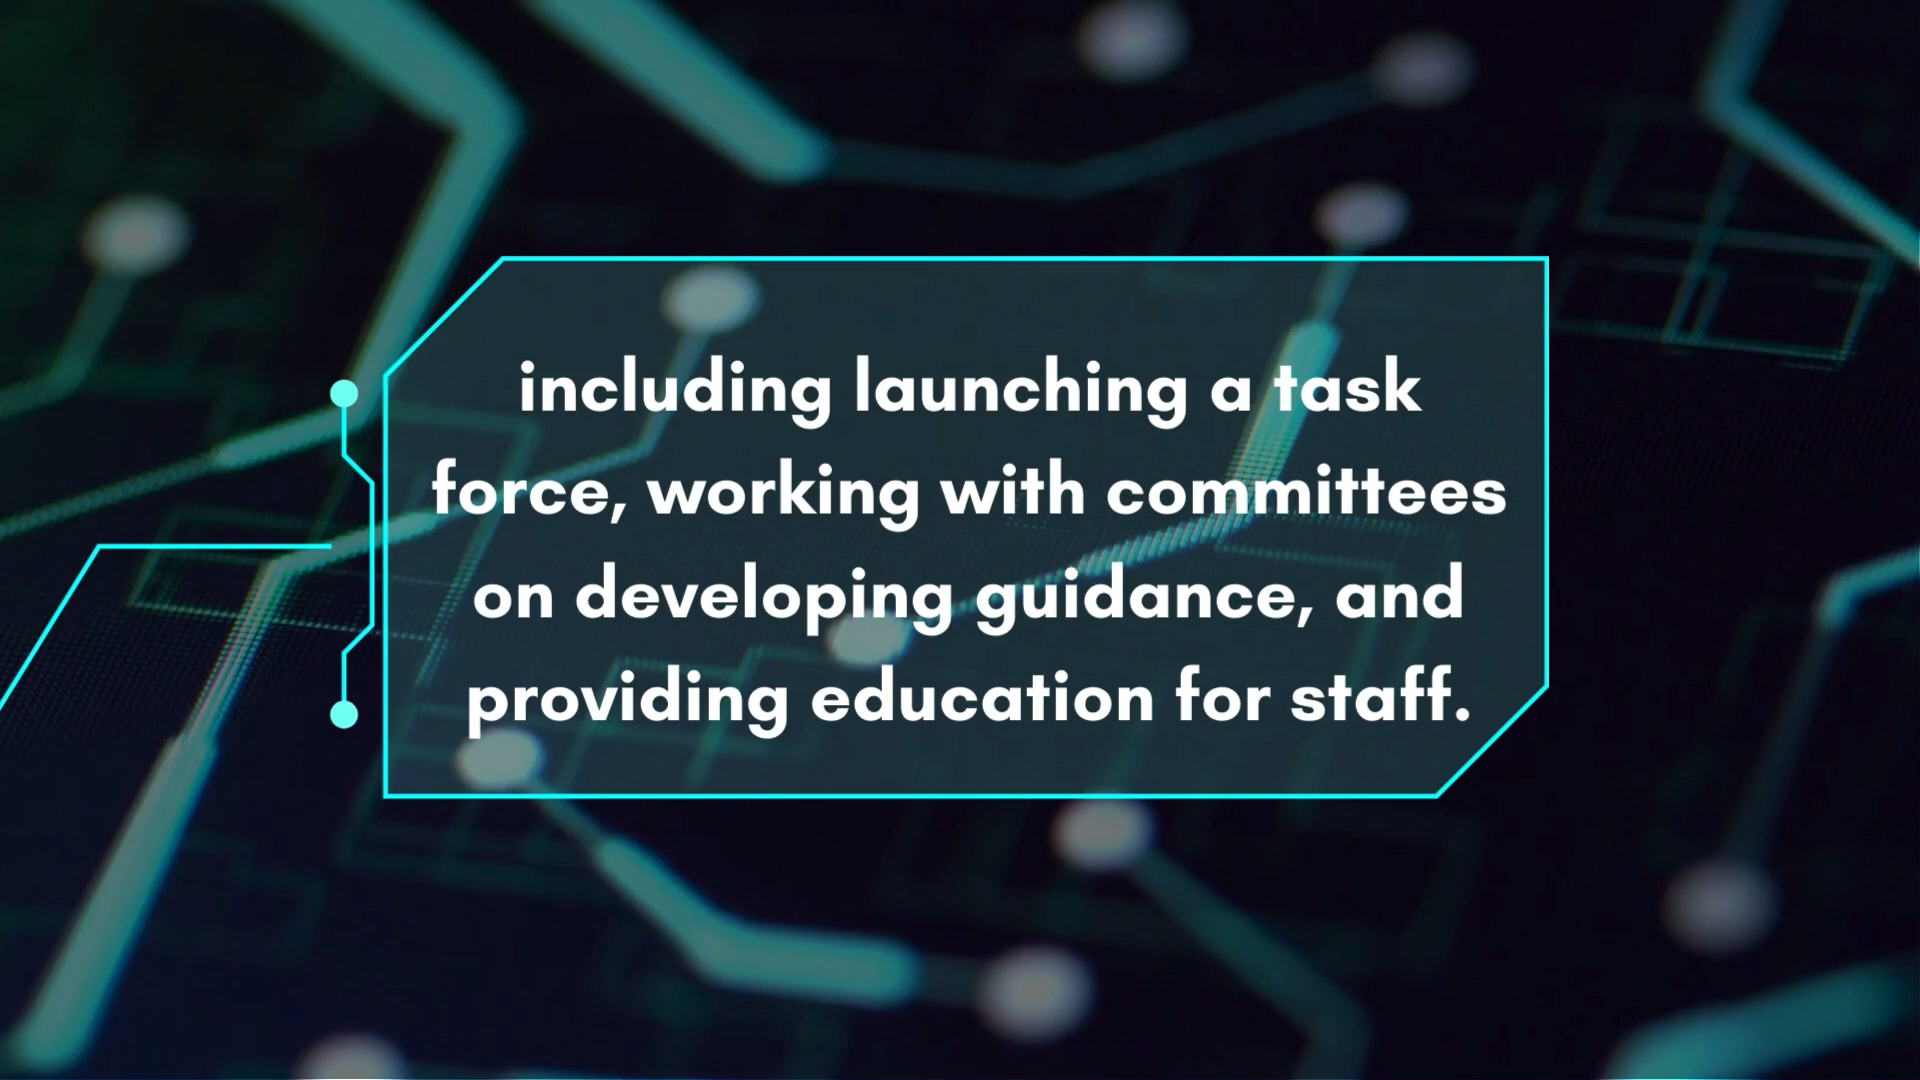 including launching a task
force, working with committees
on developing guidance, and
providing education for staff.